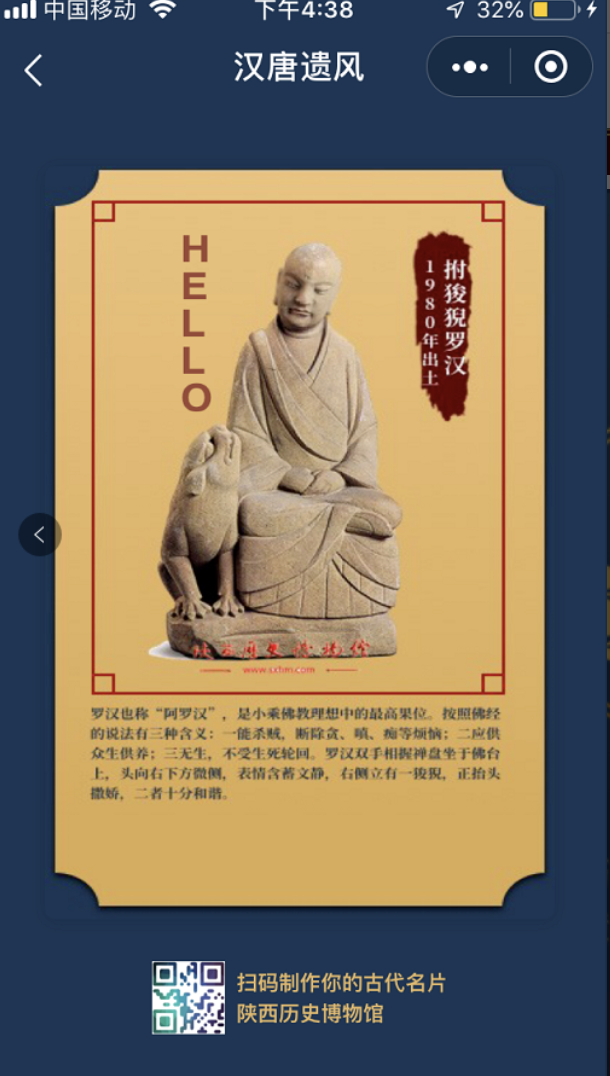 中国移动
下午4:38
32%
汉唐遗风
HELLO
拊狻猊罗汉
1980年出土
陕西历史博物馆
www.sxhm.com
罗汉也称“阿罗汉”，是小乘佛教理想中的最高果位。按照佛经
的说法有三种含义：一能杀贼，断除贪、嗔、痴等烦恼；二应供
众生供养；三无生，不受生死轮回。罗汉双手相握禅盘坐于佛台
上，头向右下方微侧，表情含蓄文静，右侧立有一狻猊，正抬头
撒娇，二者十分和谐。
扫码制作你的古代名片
陕西历史博物馆